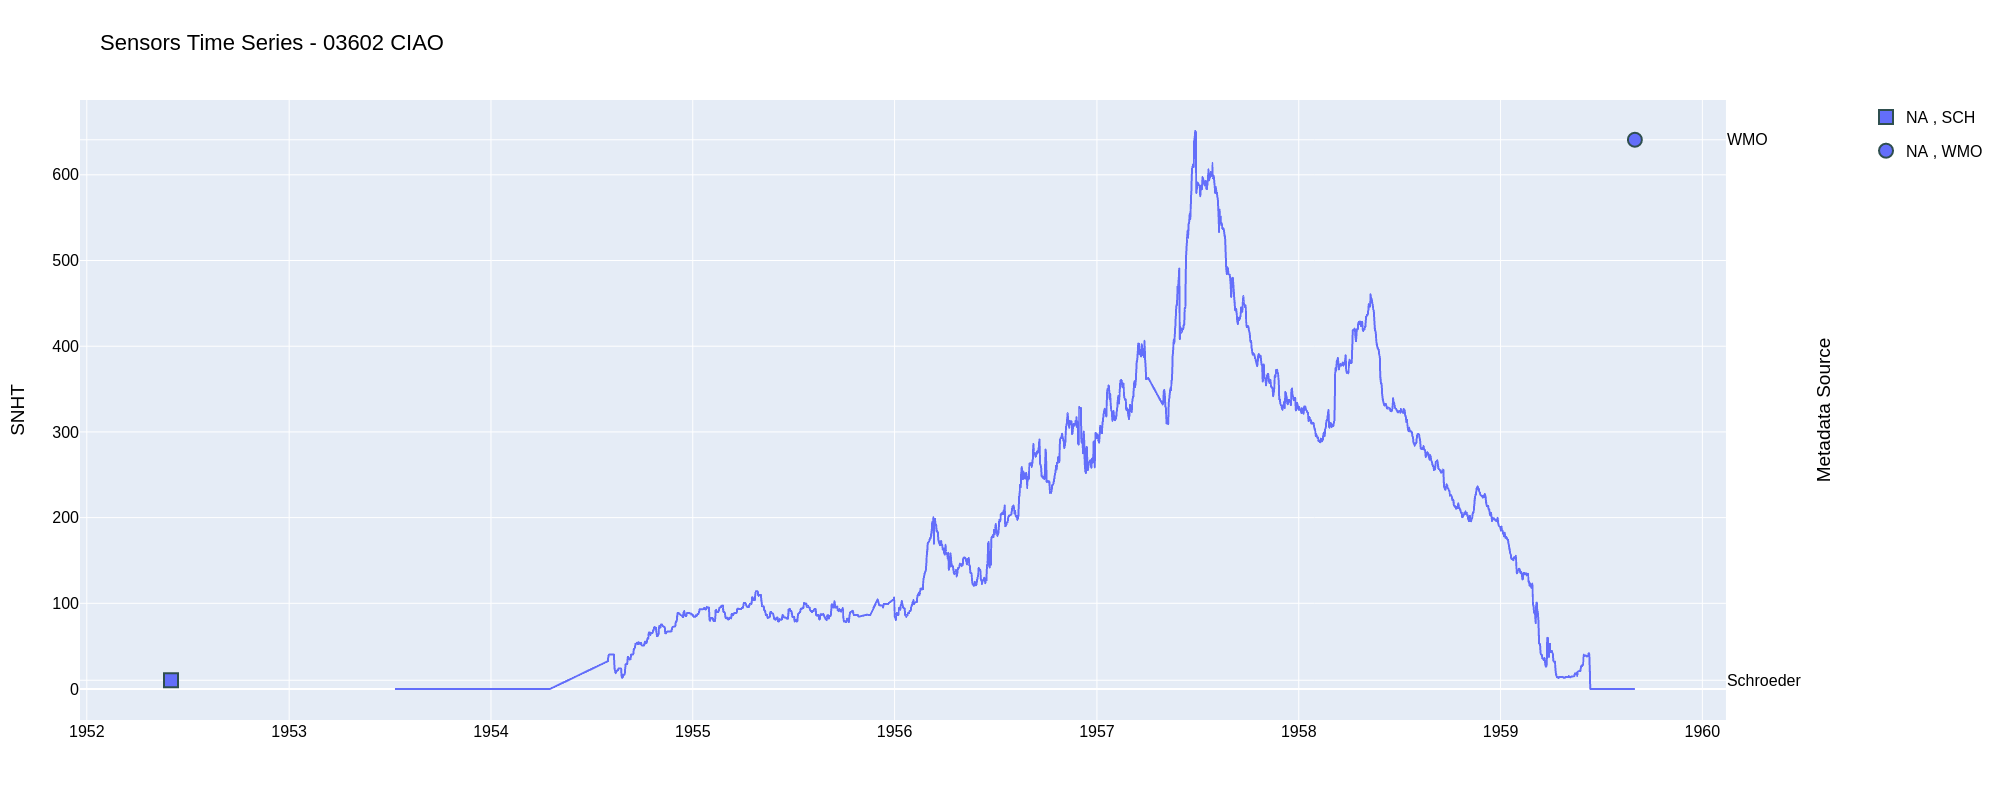 Sensors Time Series - 03602 CIAO
NA , SCH
NA , WMO
WMO
Schroeder
Metadata Source
SNHT
600
500
400
300
200
100
0
1952 1953 1954 1955 1956 1957 1958 1959 1960